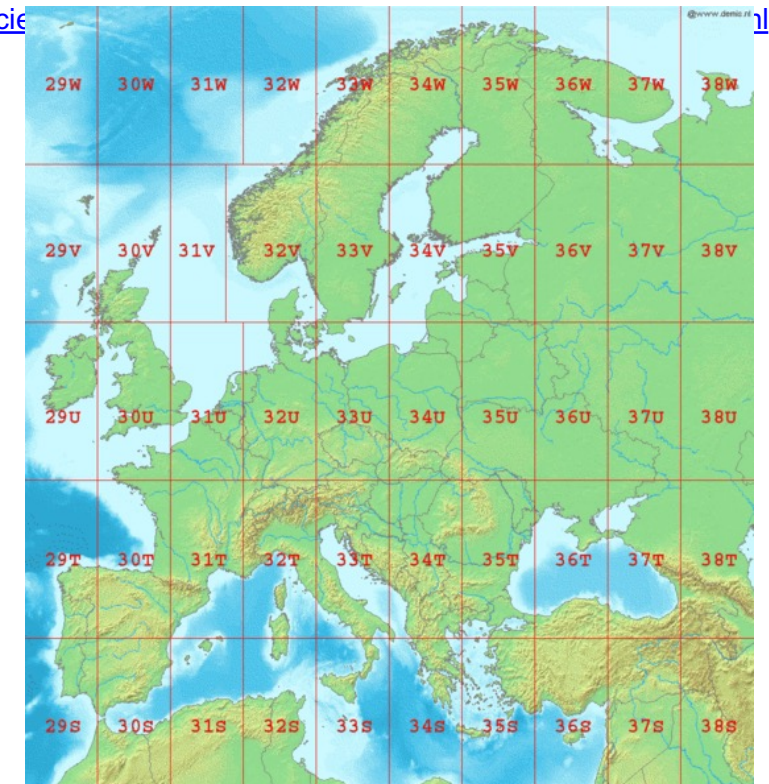 cie
@www.demis.nl
nl
29W 30W 31W 32W 33W 34W 35W 36W 37W 38W
29V 30V 31V 32V 33V 34V 35V 36V 37V 38V
29U 30U 31U 32U 33U 34U 35U 36U 37U 38U
29T 30T 31T 32T 33T 34T 35T 36T 37T 38T
29S 30S 31S 32S 33S 34S 35S 36S 37S 38S